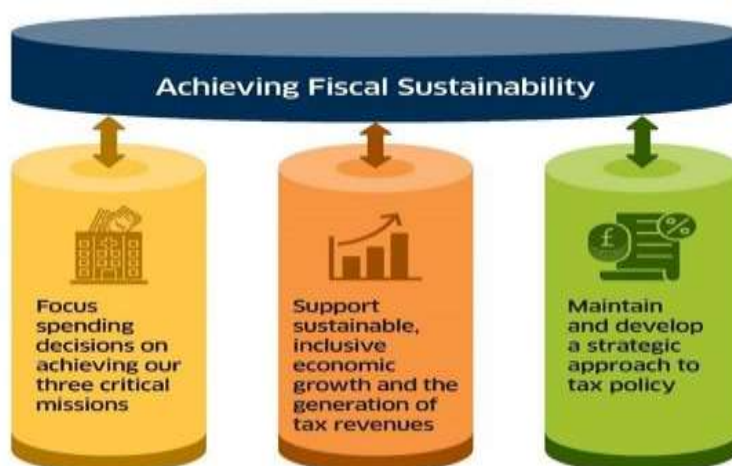 Achieving Fiscal Sustainability
Focus
spending
decisions on
achieving our
three critical
missions
Support
sustainable,
inclusive
economic
growth and the
generation of
tax revenues
£
%
Maintain
and develop
a strategic
approach to
tax policy